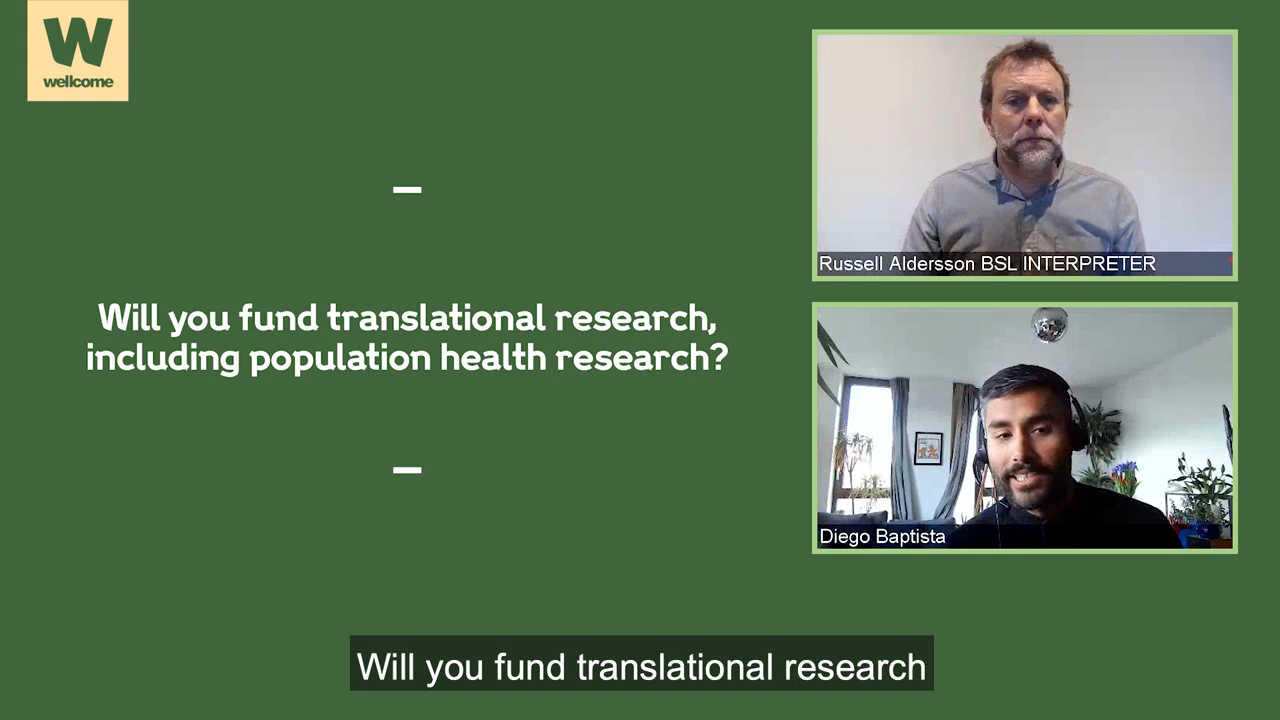 W
wellcome
Will you fund translational research,
including population health research?
Russell Aldersson BSL INTERPRETER
Diego Baptista
Will you fund translational research